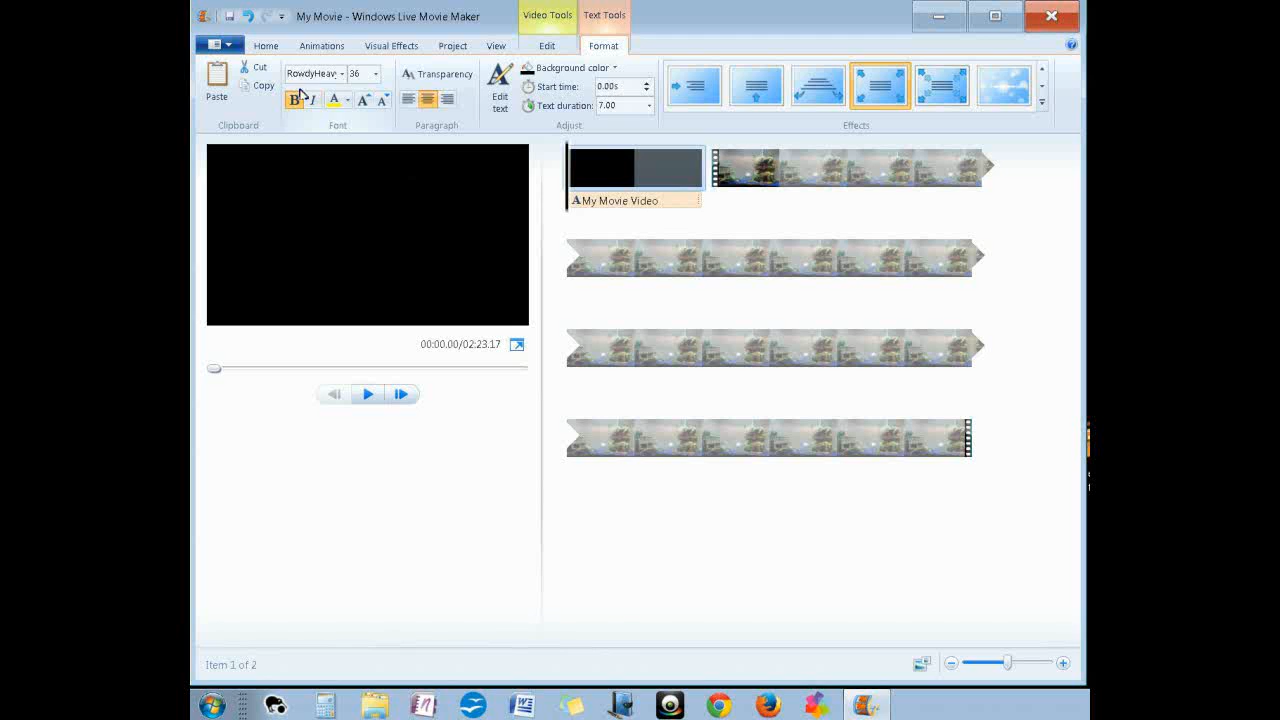 My Movie - Windows Live Movie Maker
Video Tools
Text Tools
Home
Animations
Visual Effects
Project
View
Edit
Format
Paste
Cut
Copy
Clipboard
RowdyHeavy
36
B
I
A
A
A
Font
Transparency
Paragraph
Edit
text
Background color
Start time:
0.00s
Text duration:
7.00
Adjust
Effects
A My Movie Video
00:00.00/02:23.17
Item 1 of 2